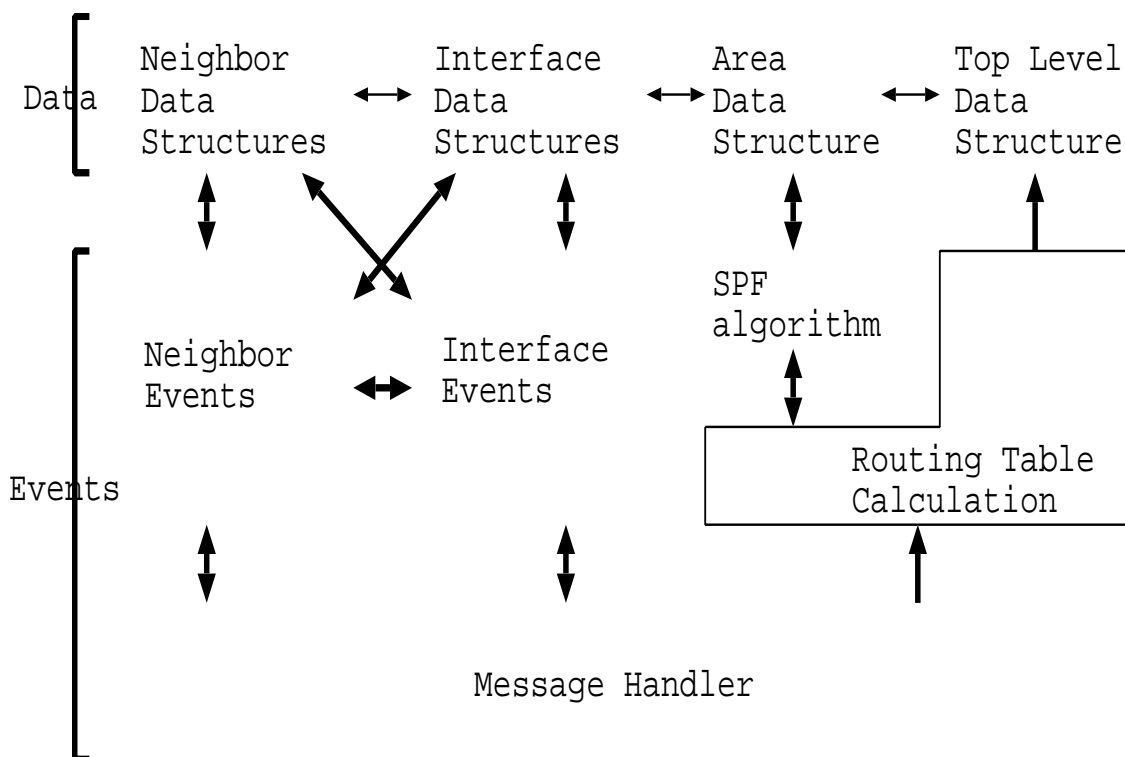 Data
Neighbor
Data
Structures
Interface
Data
Structures
Area
Data
Structure
Top Level
Data
Structure
Events
Neighbor
Events
Interface
Events
SPF
algorithm
Routing Table
Calculation
Message Handler